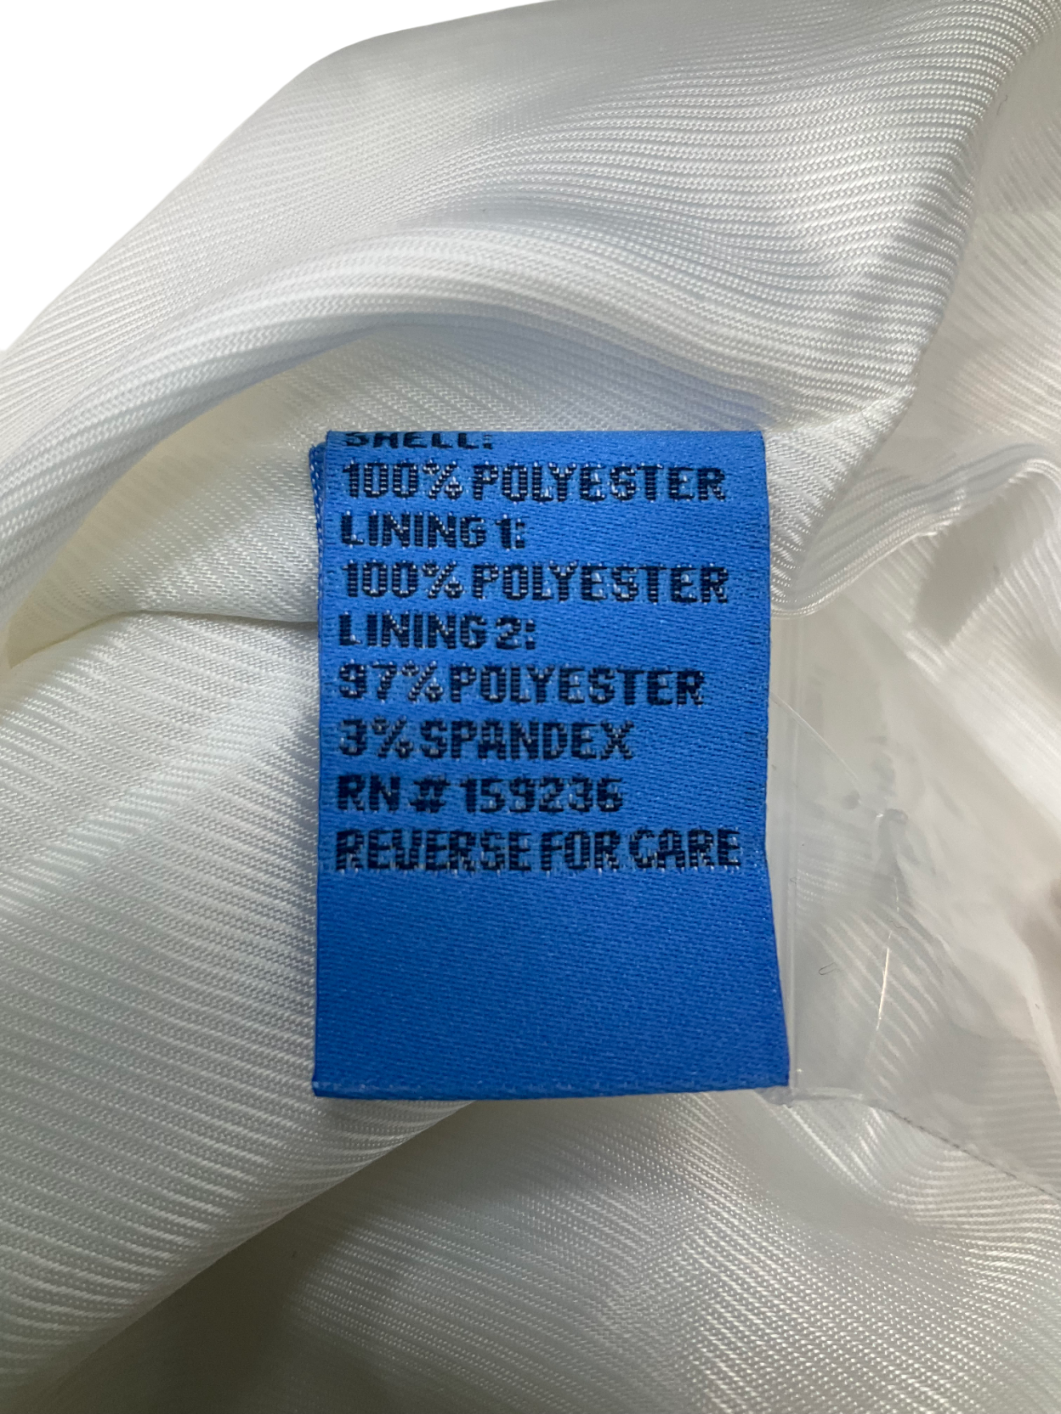 SHELL:
100% POLYESTER
LINING 1:
100% POLYESTER
LINING 2:
97% POLYESTER
3% SPANDEX
RN # 159236
REVERSE FOR CARE